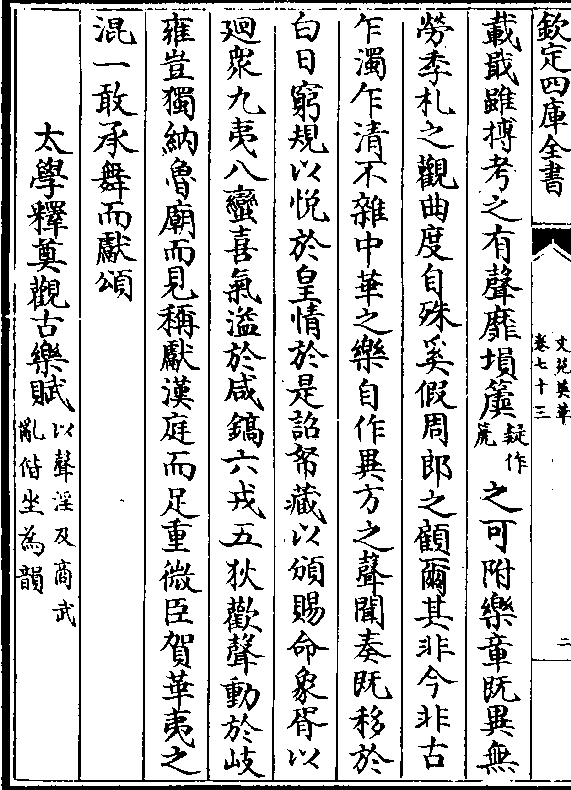 欽定四庫全書
文苑英華
卷七十三
二
載戢雖搏考之有聲靡塤簴疑作篪之可附樂章既異無
勞季札之觀曲度自殊奚假周郎之顧爾其非今非古
乍濁乍清不雜中華之樂自作異方之聲聞奏既移於
白日窮規以悦於皇情於是詔帑藏以頒賜命象胥以
廻衆九夷八蠻喜氣溢於咸鎬六戎五狄歡聲動於岐
雍豈獨納魯廟而見稱獻漢庭而足重微臣賀華夷之
混一敢承舞而獻頌
太學釋奠觀古樂賦以聲淫及商武亂偕坐為韻